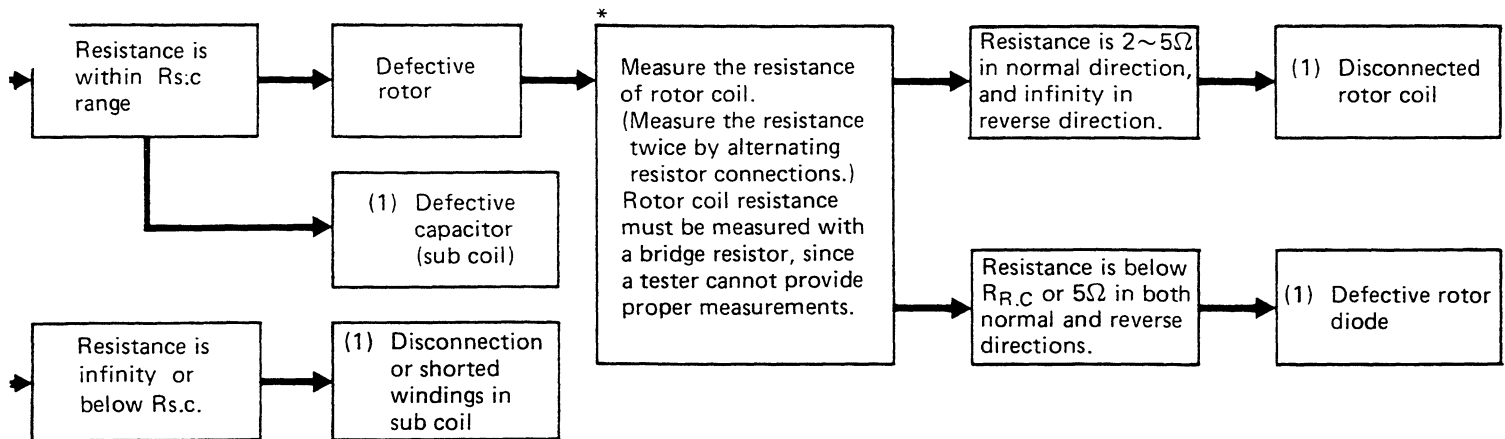 Resistance is
within Rs.c
range
Defective
rotor
(1) Defective
capacitor
(sub coil)
*
Measure the resistance
of rotor coil.
(Measure the resistance
twice by alternating
resistor connections.)
Rotor coil resistance
must be measured with
a bridge resistor, since
a tester cannot provide
proper measurements.
Resistance is 2~5Ω
in normal direction,
and infinity in
reverse direction.
(1) Disconnected
rotor coil
Resistance is below
RR.C or 5Ω in both
normal and reverse
directions.
(1) Defective rotor
diode
Resistance is
infinity or
below Rs.c.
(1) Disconnection
or shorted
windings in
sub coil